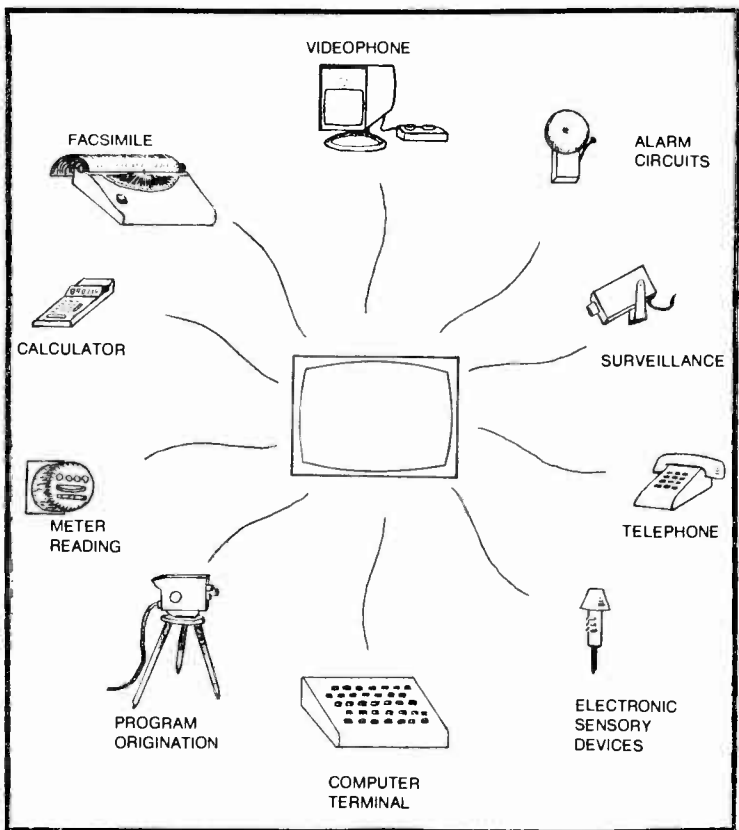 VIDEOPHONE
FACSIMILE
ALARM
CIRCUITS
CALCULATOR
SURVEILLANCE
METER
READING
TELEPHONE
PROGRAM
ORIGINATION
ELECTRONIC
SENSORY
DEVICES
COMPUTER
TERMINAL